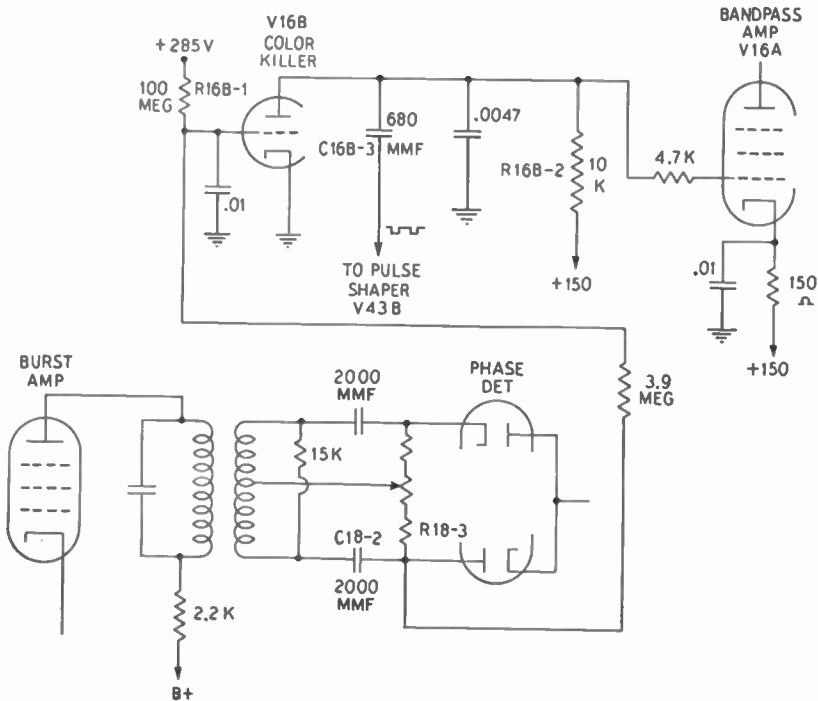 V16B
COLOR
KILLER
BANDPASS
AMP
V16A
+285V
100
MEG
R16B-1
.01
680
MMF
C16B-3
.0047
R16B-2
10
K
4.7K
TO PULSE
SHAPER
V43B
+150
.01
150
Ω
+150
BURST
AMP
2000
MMF
PHASE
DET
3.9
MEG
15K
R18-3
C18-2
2000
MMF
2.2K
B+